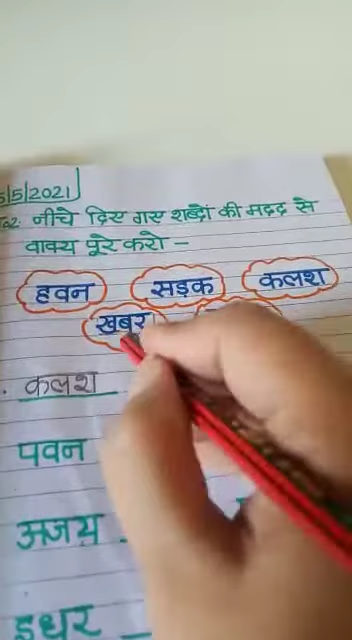 5/5/2021
नीचे दिए गए शब्दों की मदद से
वाक्य पूरे करो -
हवन सड़क कलश
खबर
कलश
पवन
अजय
इधर